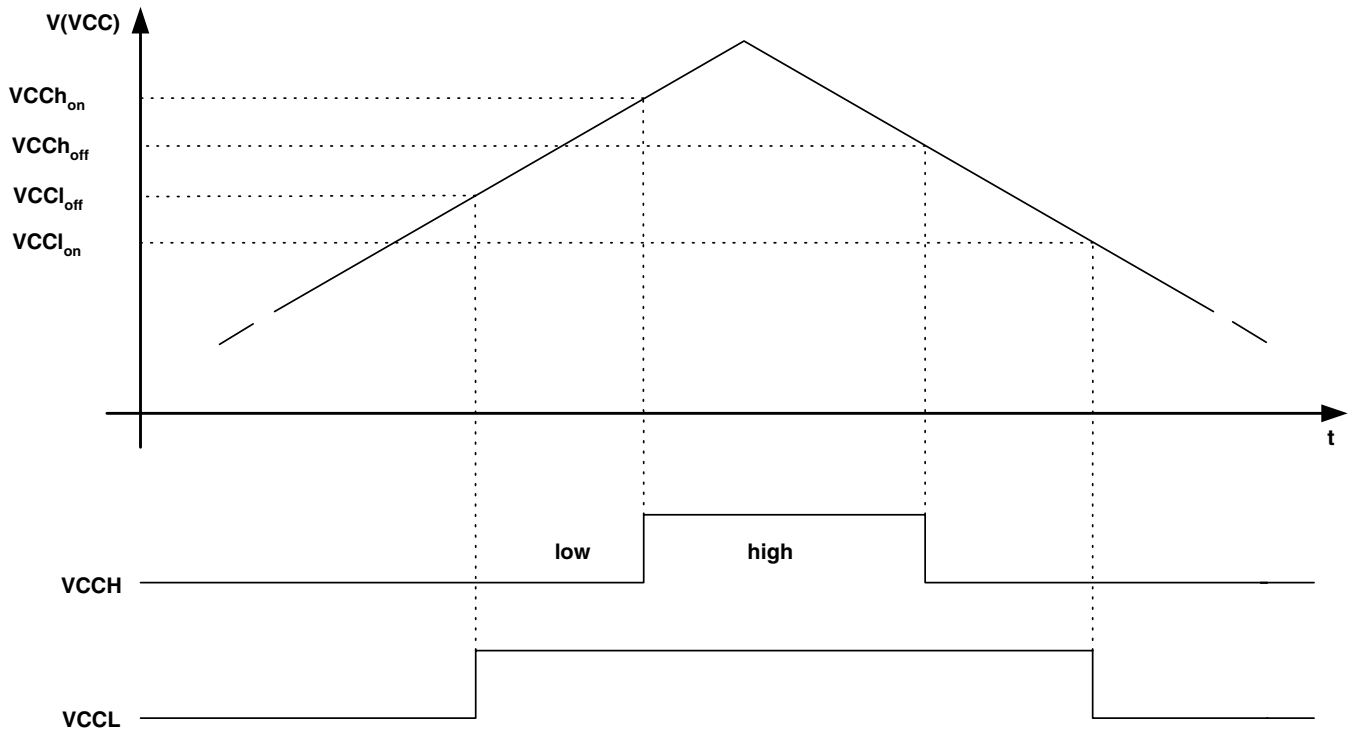 V(VCC)
VCCh_on
VCCh_off
VCCl_off
VCCl_on
t
low high
VCCH
VCCL